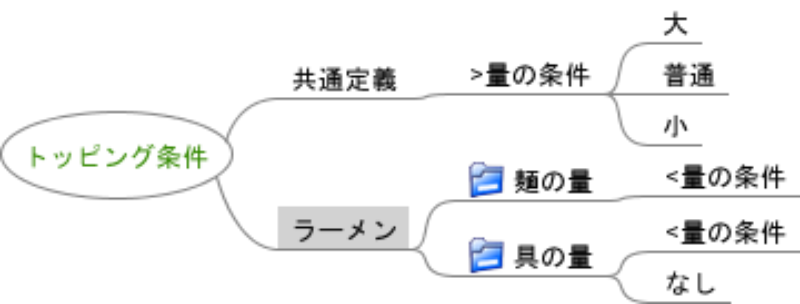 トッピング条件
共通定義
>量の条件
大
普通
小
ラーメン
麺の量
<量の条件
具の量
<量の条件
なし